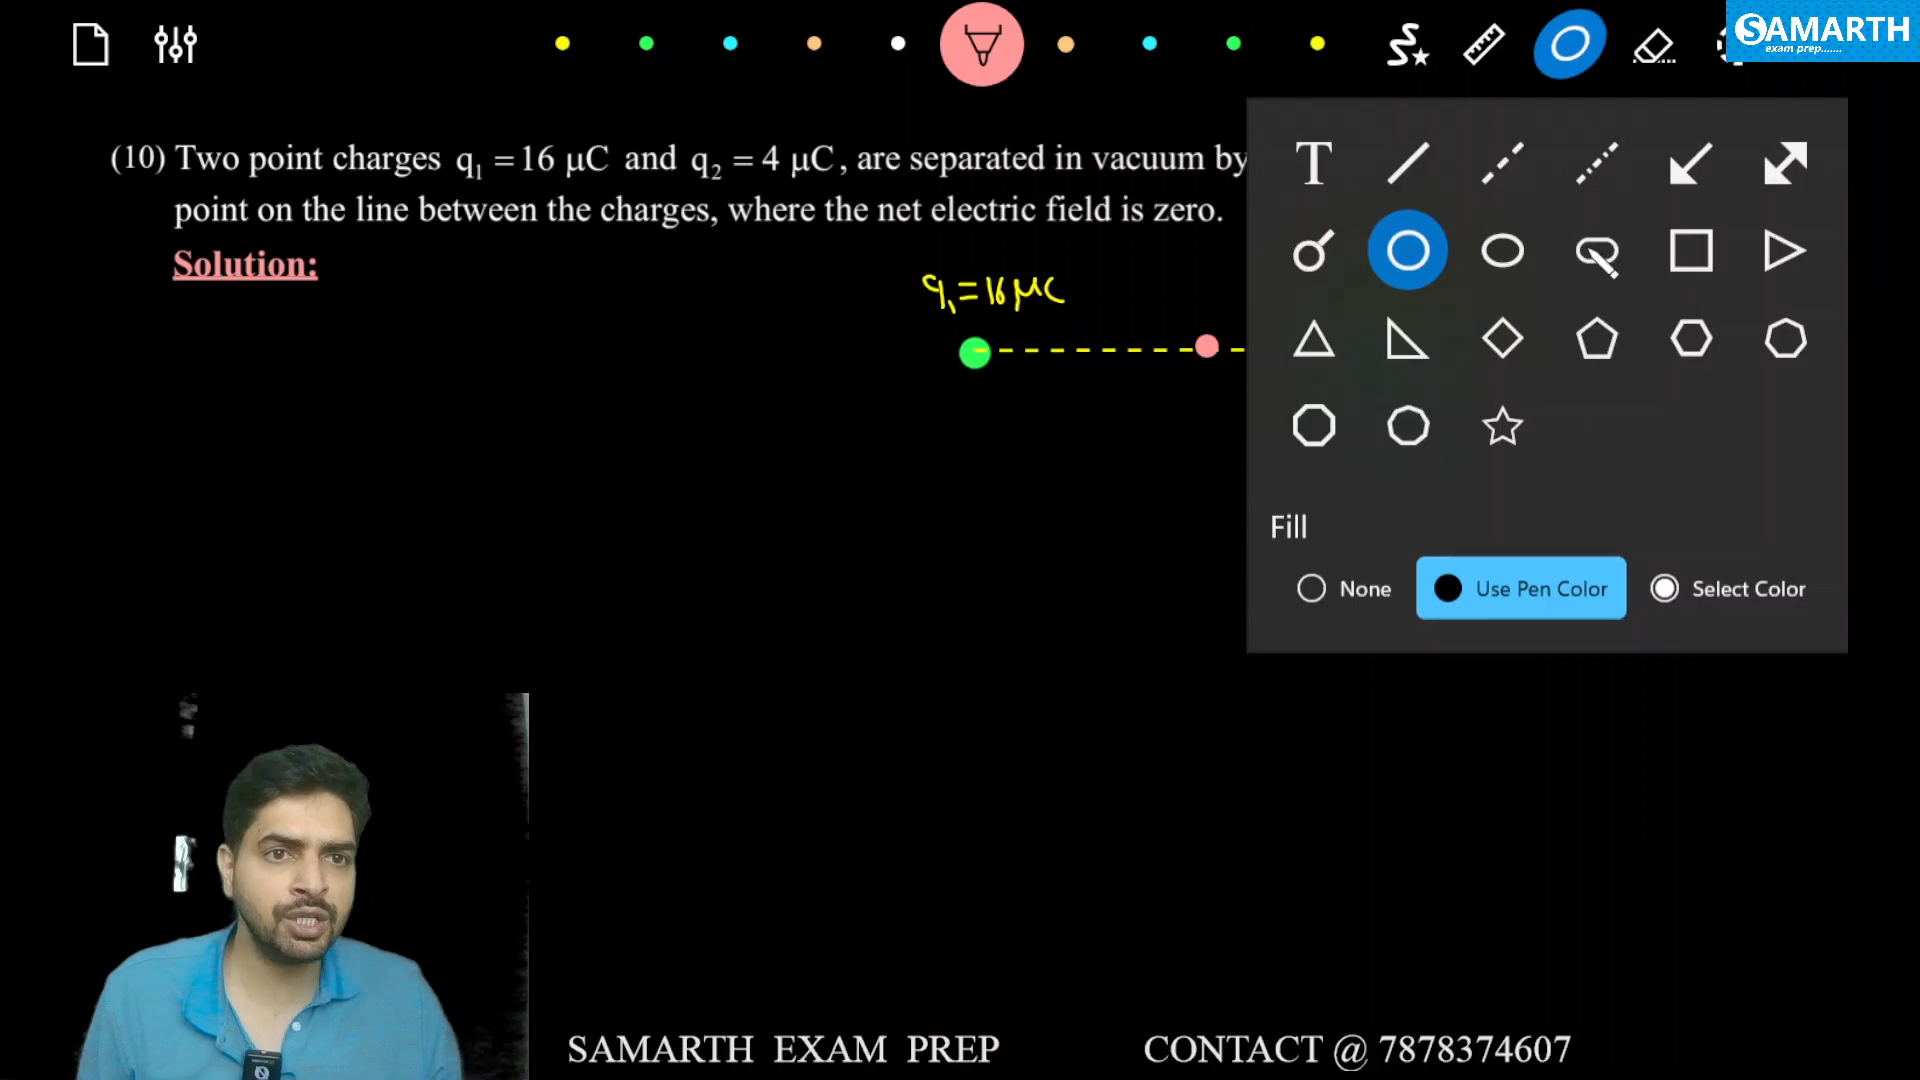 SAMARTH
exam prep.......
(10) Two point charges q₁ = 16 μC and q₂ = 4 μC, are separated in vacuum by
point on the line between the charges, where the net electric field is zero.
Solution:
q₁ = 16 μC
T
Fill
None
Use Pen Color
Select Color
SAMARTH EXAM PREP
CONTACT @ 7878374607